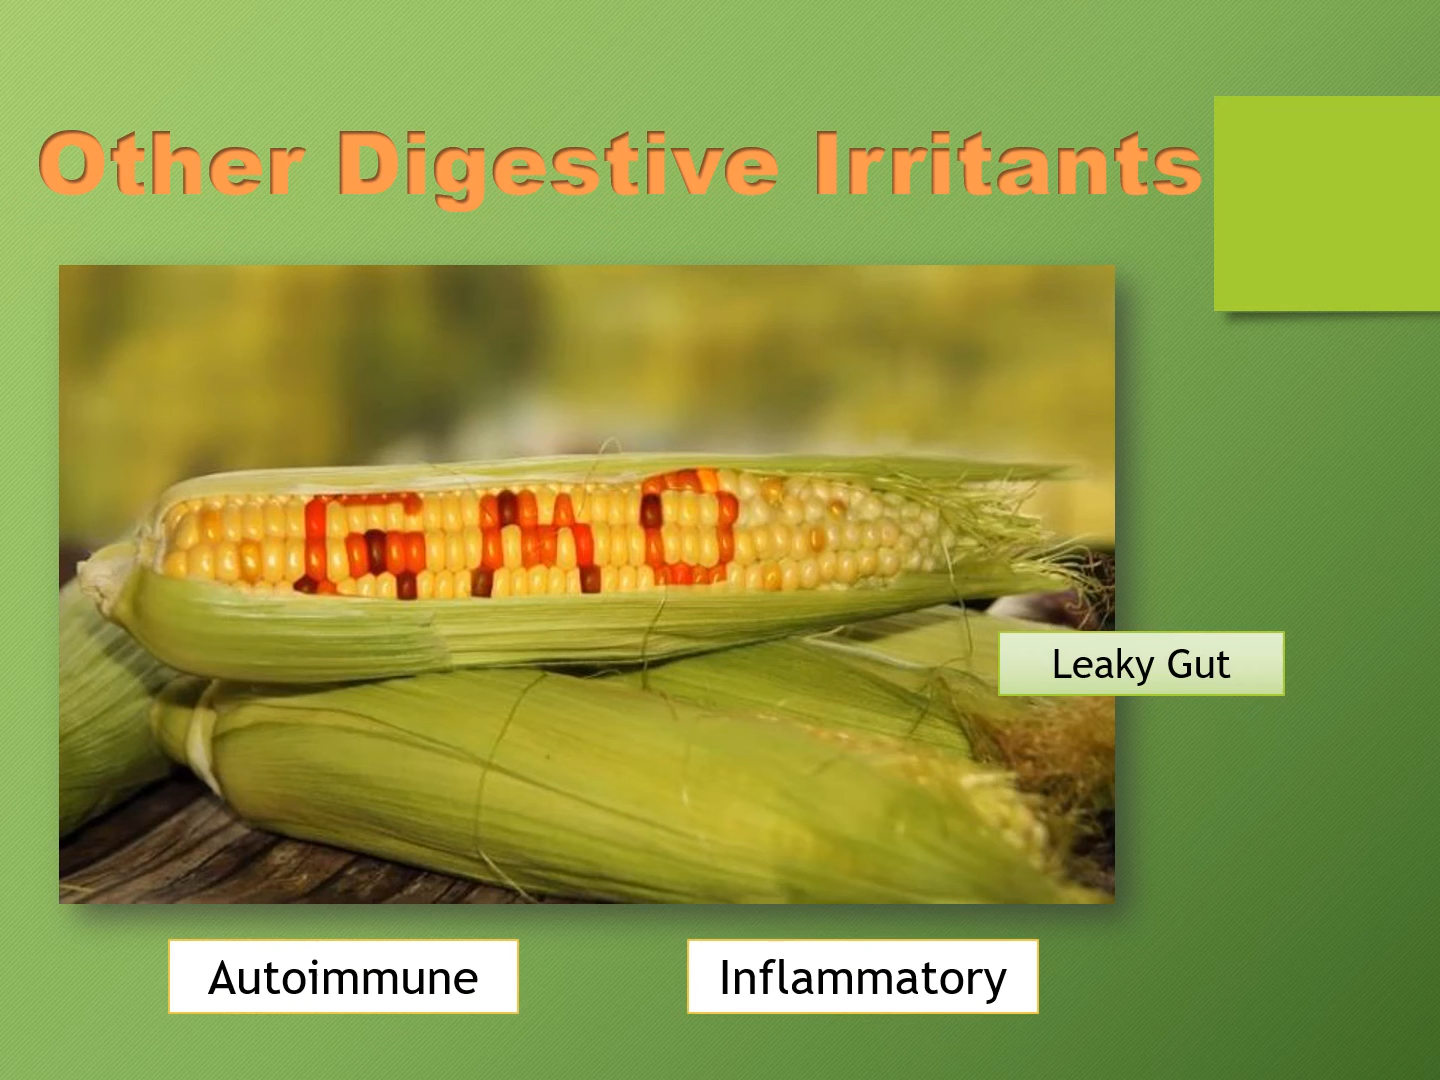 Other Digestive Irritants
GMO
Leaky Gut
Autoimmune
Inflammatory